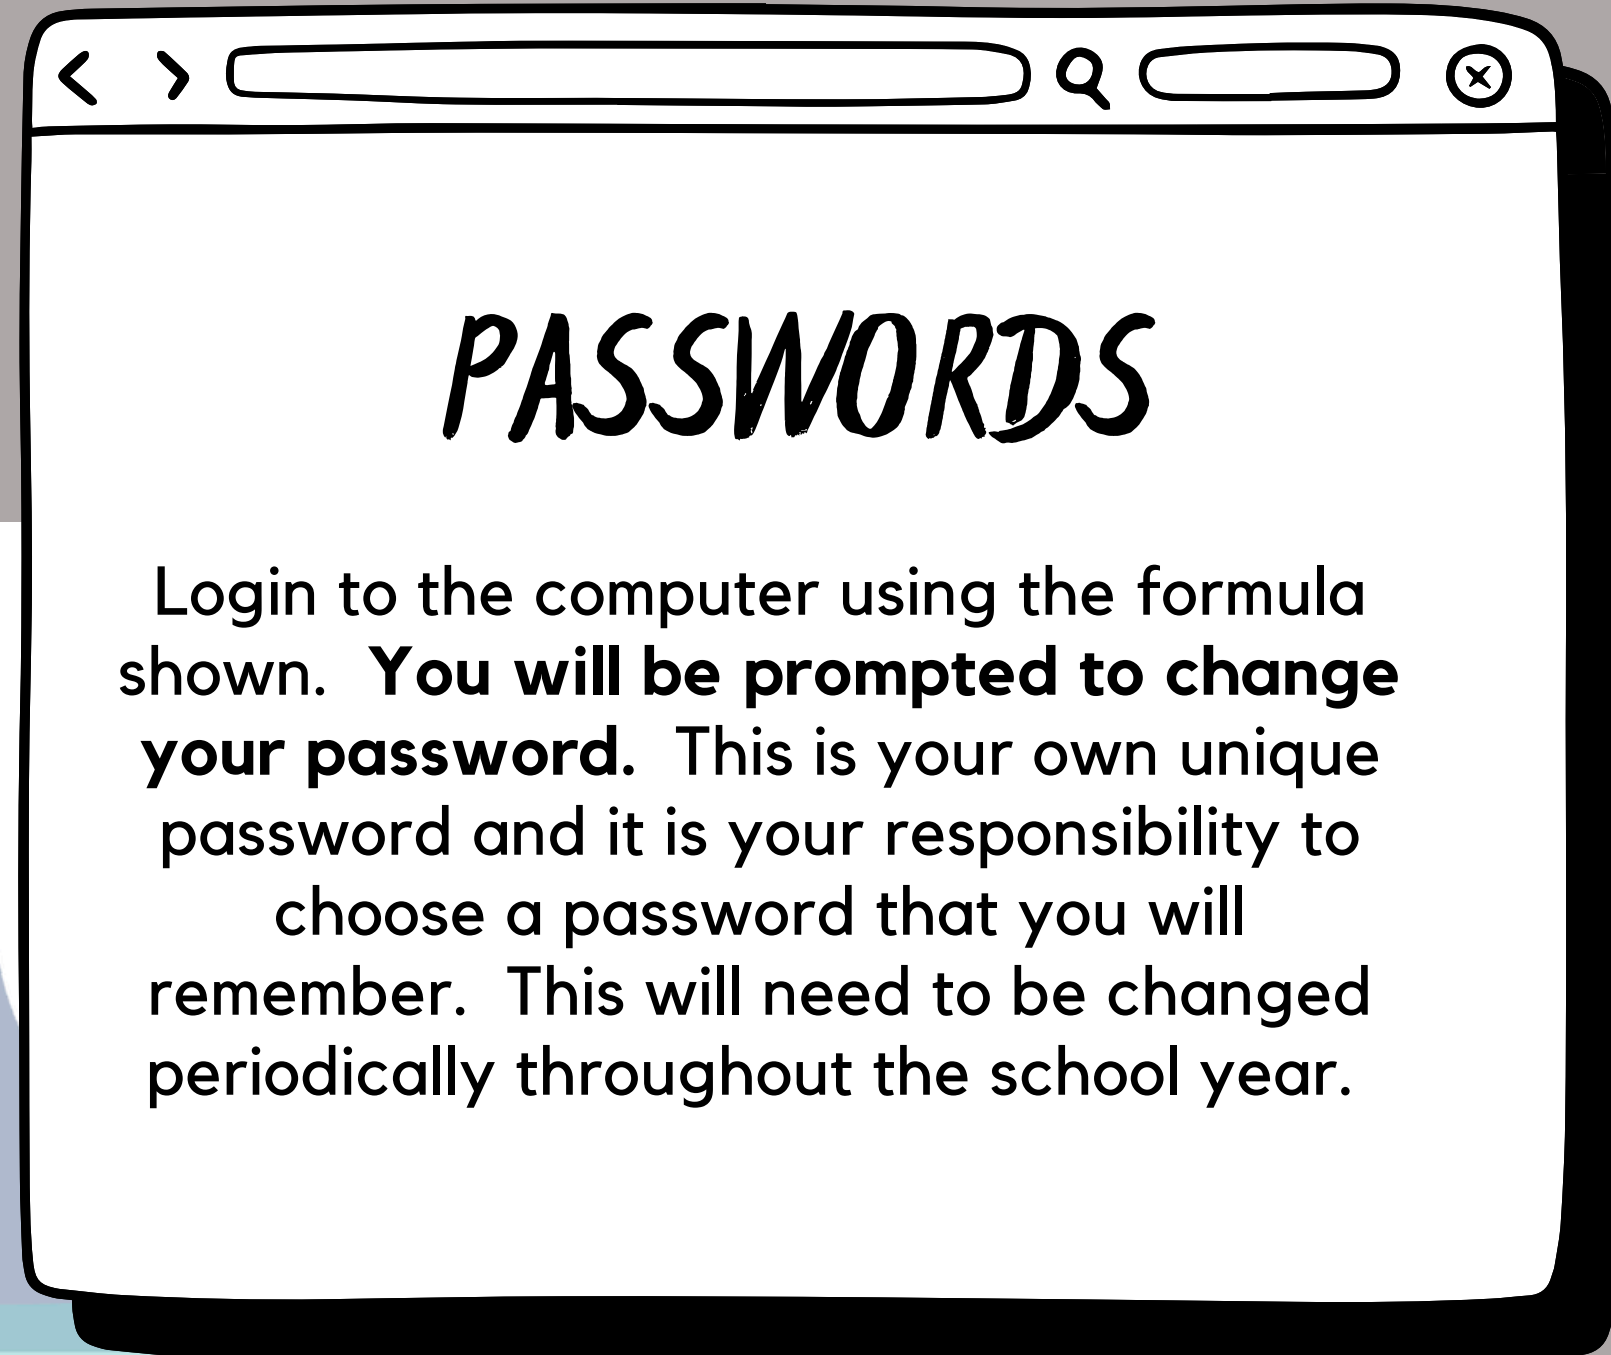 PASSWORDS
Login to the computer using the formula
shown.  You will be prompted to change
your password.  This is your own unique
password and it is your responsibility to
choose a password that you will
remember.  This will need to be changed
periodically throughout the school year.